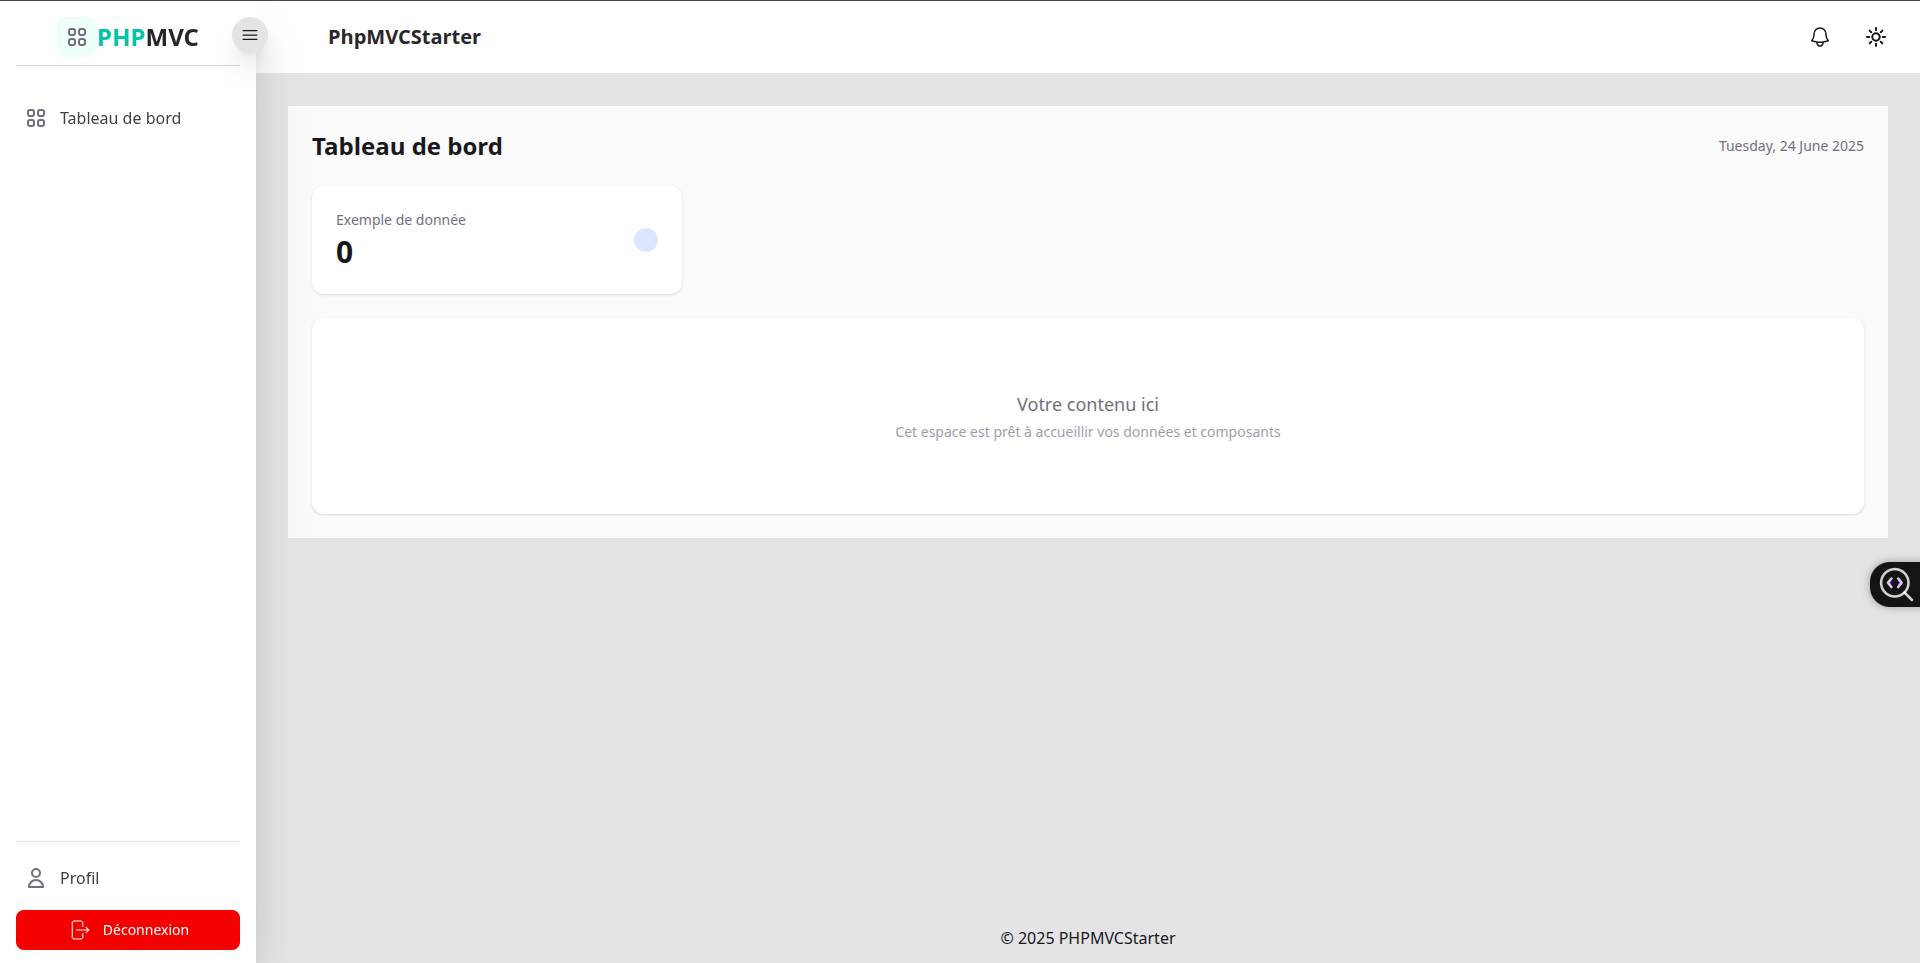 PHPMVC
PhpMVCStarter
Tableau de bord
Tableau de bord
Tuesday, 24 June 2025
Exemple de donnée
0
Votre contenu ici
Cet espace est prêt à accueillir vos données et composants
Profil
Déconnexion
© 2025 PHPMVCStarter